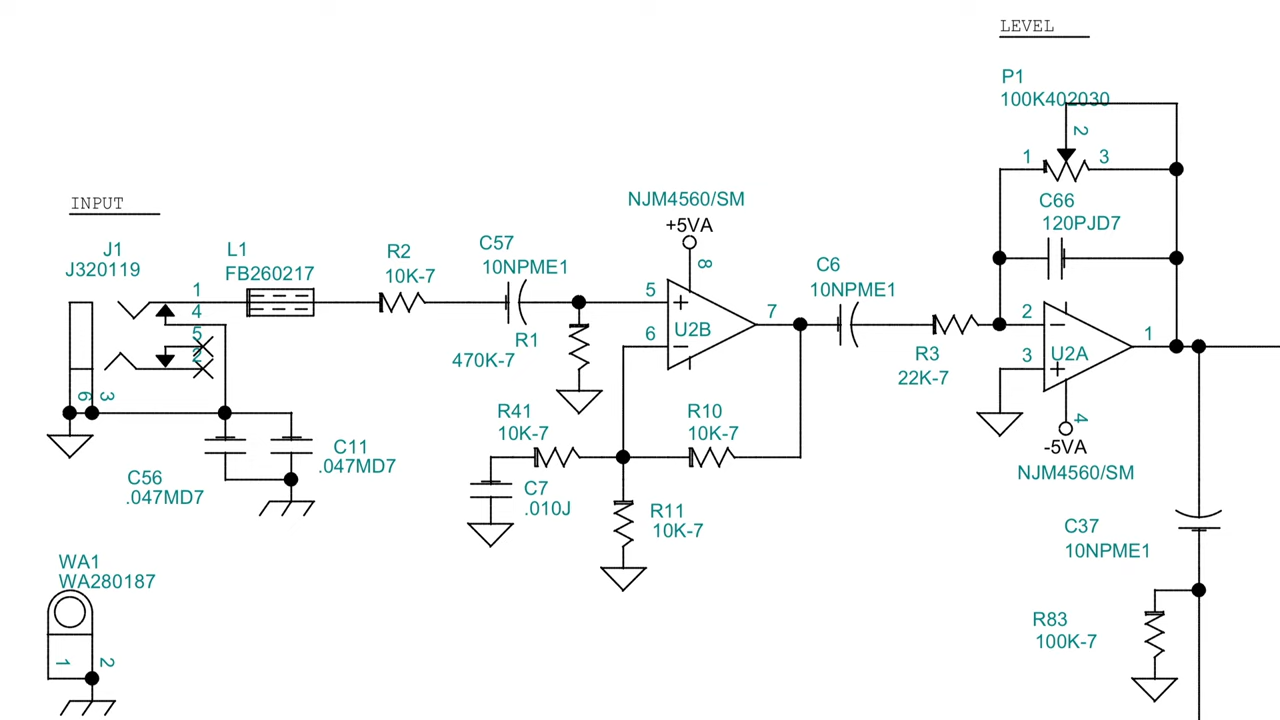 LEVEL
P1
100K402030
2
1
3
C66
120PJD7
INPUT
J1
J320119
1
4
5
2
6
3
L1
FB260217
R2
10K-7
C57
10NPME1
R1
470K-7
NJM4560/SM
+5VA
8
5
6
U2B
7
C6
10NPME1
R3
22K-7
2
3
U2A
1
4
-5VA
NJM4560/SM
R41
10K-7
R10
10K-7
C7
.010J
R11
10K-7
C56
.047MD7
C11
.047MD7
C37
10NPME1
R83
100K-7
WA1
WA280187
1
2